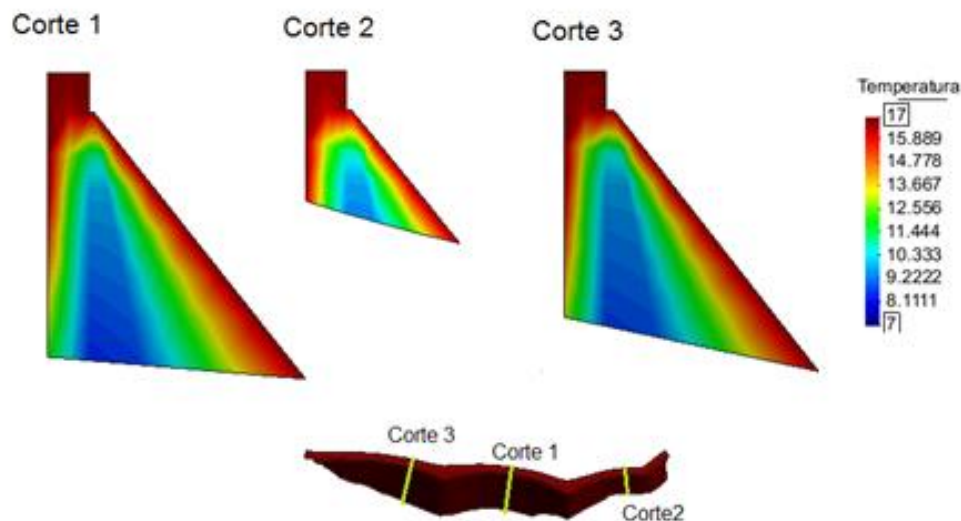 Corte 1
Corte 2
Corte 3
Temperatura
17
15.889
14.778
13.667
12.556
11.444
10.333
9.2222
8.1111
7
Corte 3
Corte 1
Corte2